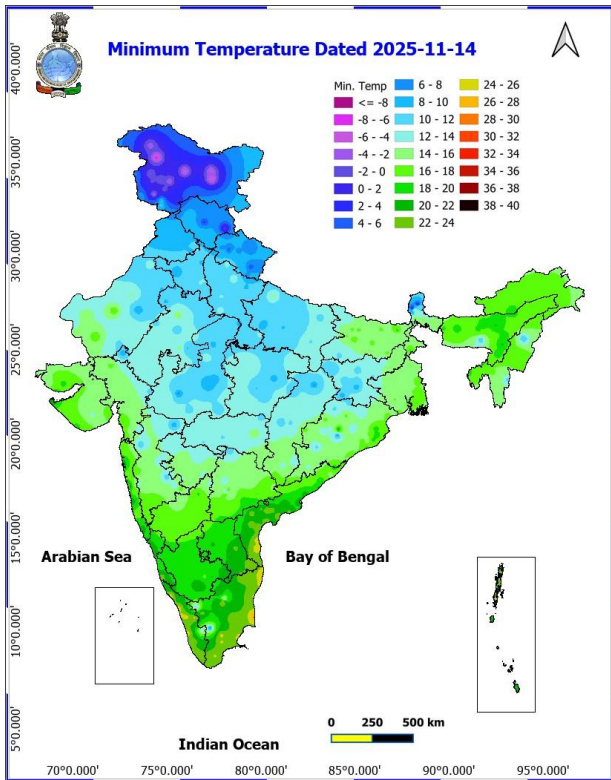 Minimum Temperature Dated 2025-11-14
Min. Temp
<= -8
-8 - -6
-6 - -4
-4 - -2
-2 - 0
0 - 2
2 - 4
4 - 6
6 - 8
8 - 10
10 - 12
12 - 14
14 - 16
16 - 18
18 - 20
20 - 22
22 - 24
24 - 26
26 - 28
28 - 30
30 - 32
32 - 34
34 - 36
36 - 38
38 - 40
40°0.000'
35°0.000'
30°0.000'
25°0.000'
20°0.000'
15°0.000'
10°0.000'
5°0.000'
Arabian Sea
Bay of Bengal
0 250 500 km
Indian Ocean
70°0.000' 75°0.000' 80°0.000' 85°0.000' 90°0.000' 95°0.000'